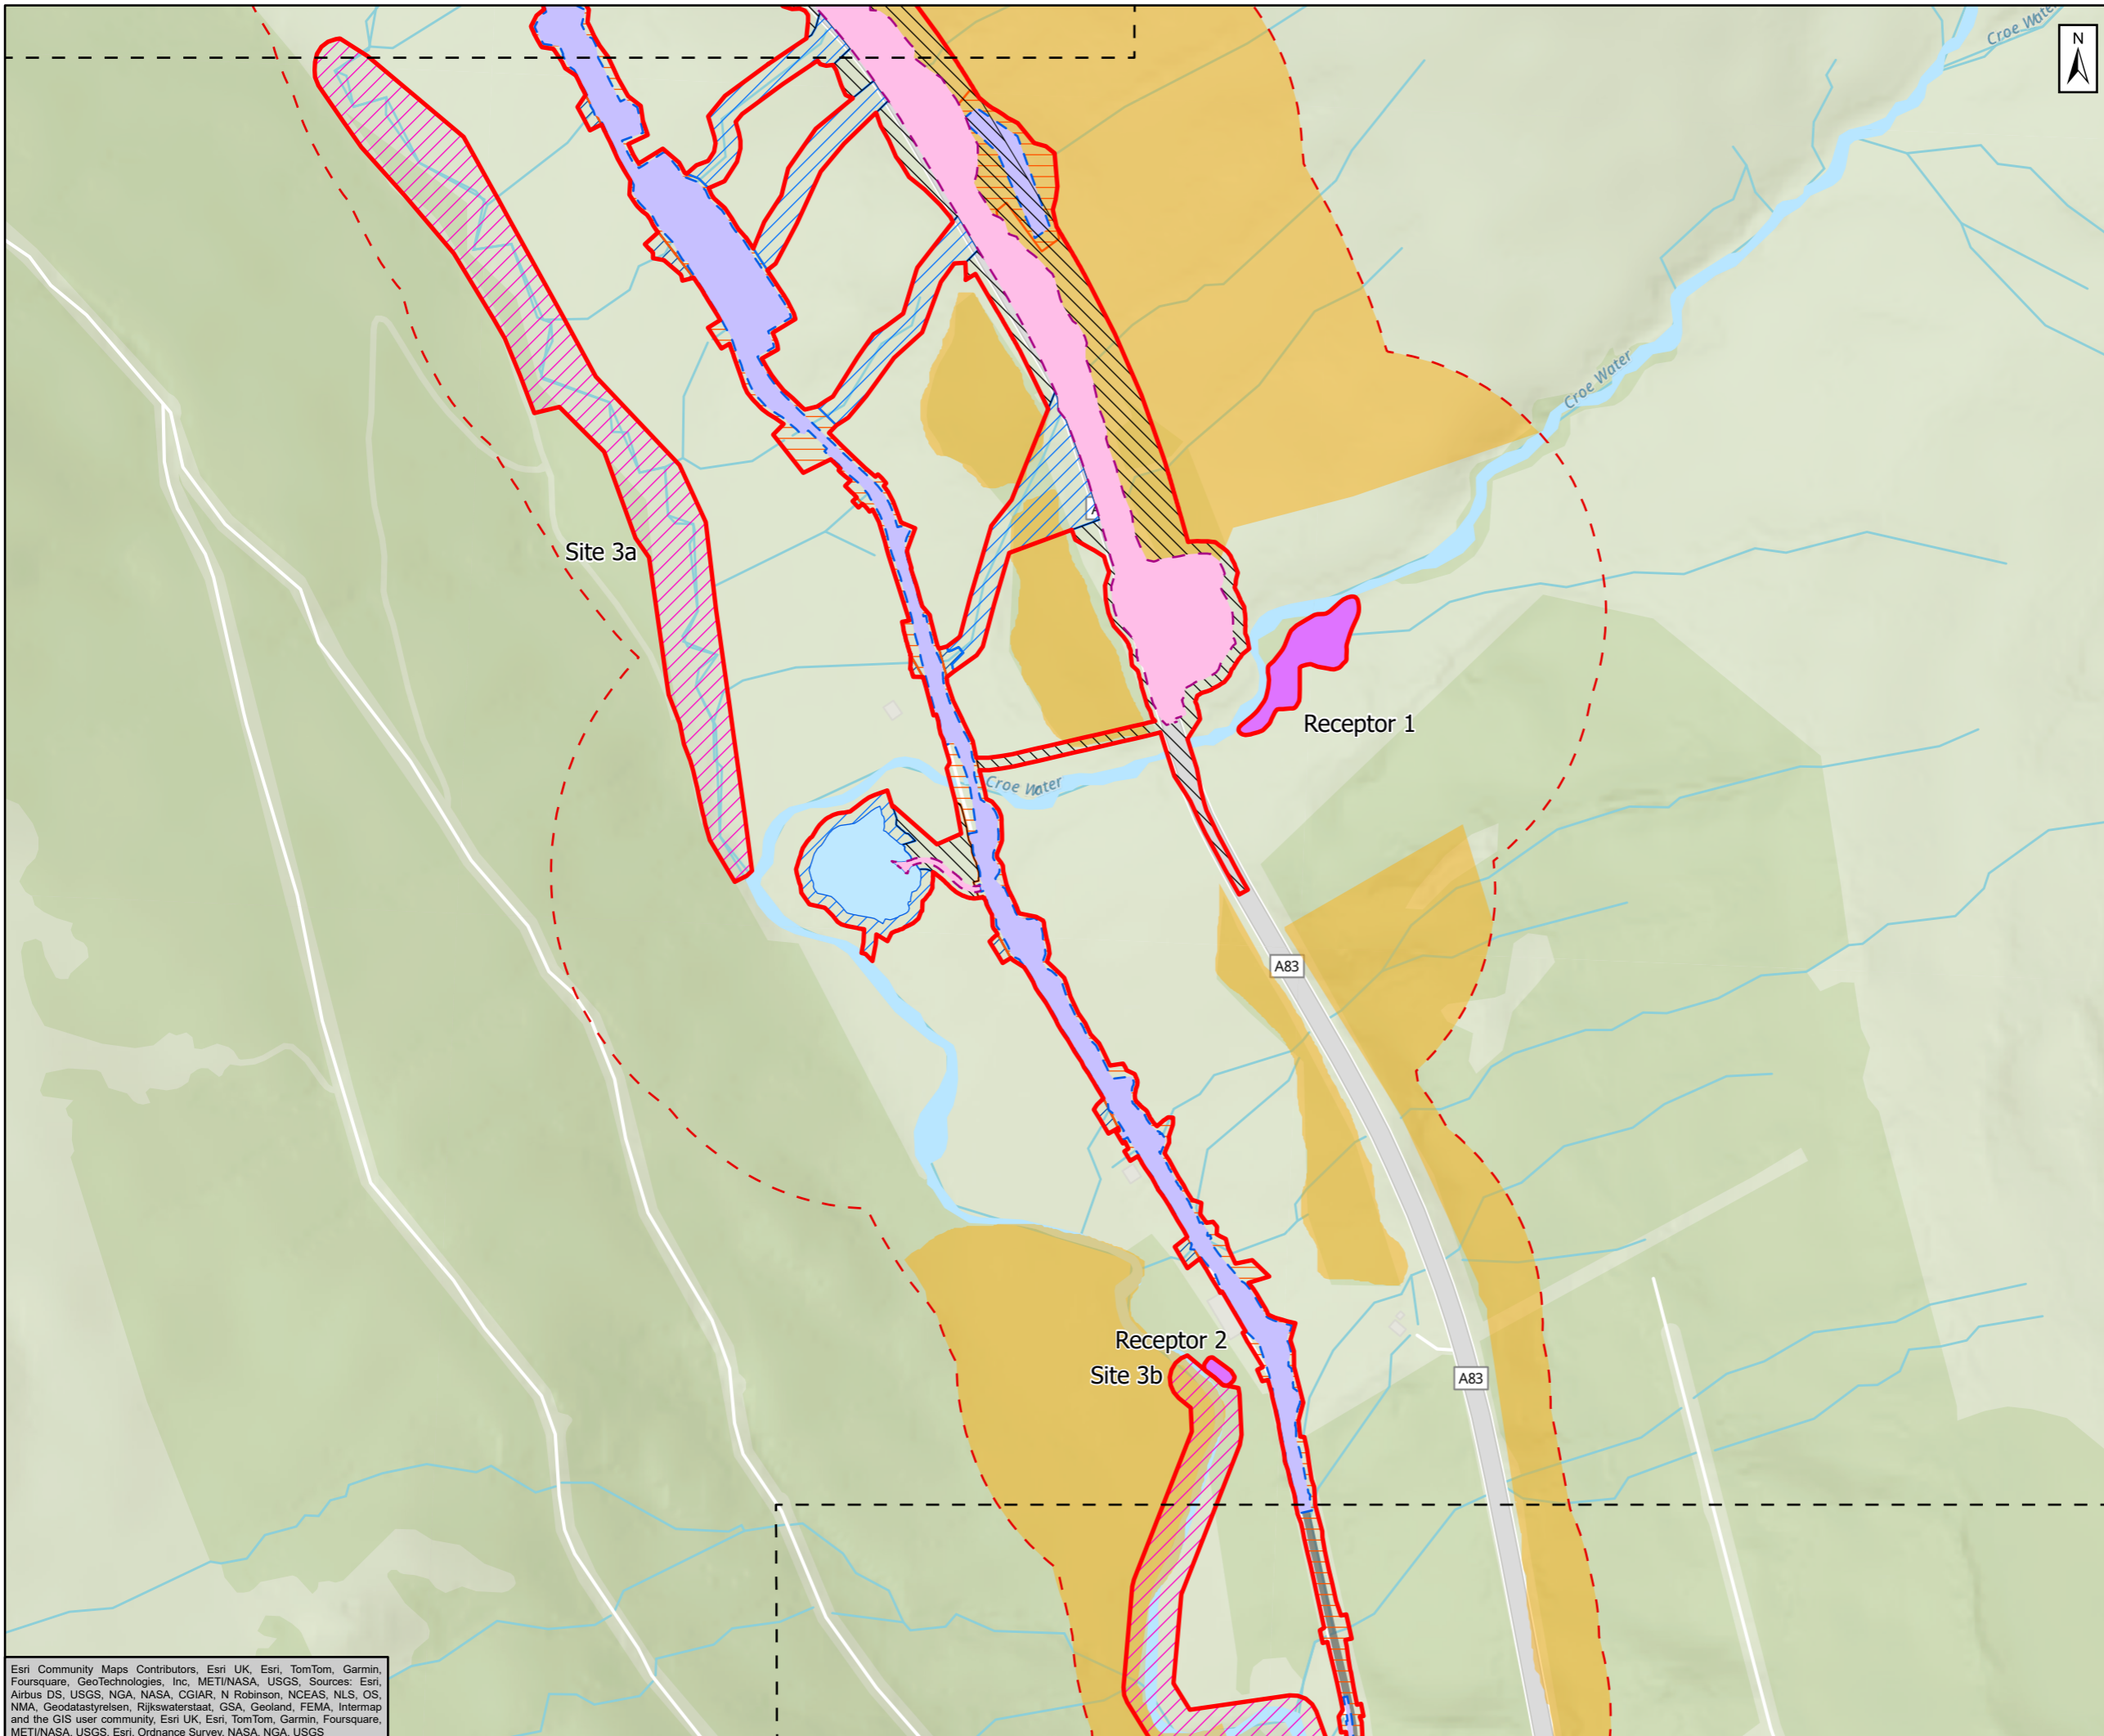 Croe Water
N
Croe Water
A
Site 3a
Receptor 1
Croe Water
A83
Receptor 2
Site 3b
A83
Esri Community Maps Contributors, Esri UK, Esri, TomTom, Garmin,
Foursquare, GeoTechnologies, Inc, METI/NASA, USGS, Sources: Esri,
Airbus DS, USGS, NGA, NASA, CGIAR, N Robinson, NCEAS, NLS, OS,
NMA, Geodatastyrelsen, Rijkswaterstaat, GSA, Geoland, FEMA, Intermap
and the GIS user community, Esri UK, Esri, TomTom, Garmin, Foursquare,
METI/NASA, USGS, Esri, Ordnance Survey, NASA, NGA, USGS